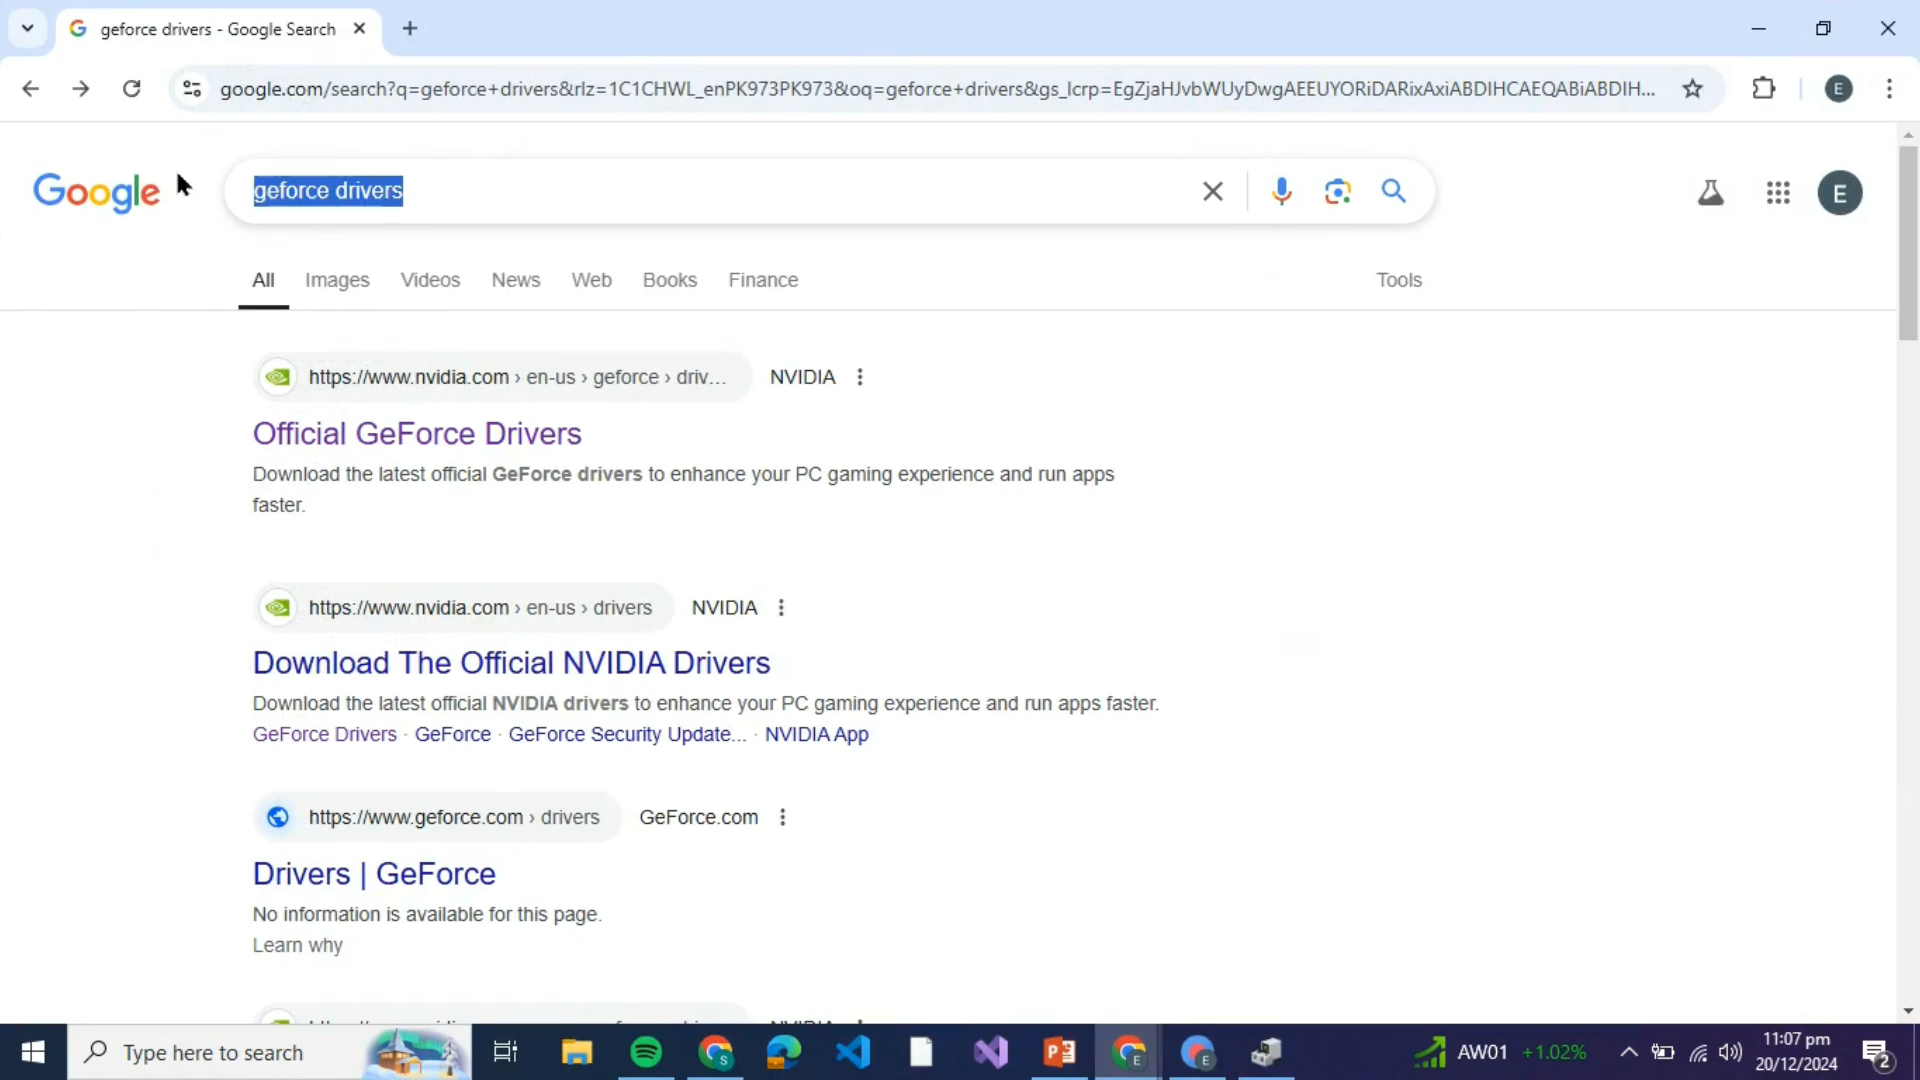 geforce drivers - Google Search
google.com/search?q=geforce+drivers&rlz=1C1CHWL_enPK973PK973&oq=geforce+drivers&gs_lcrp=EgZjaHJvbWUyDwgAEEUYORiDARixAxiABDIHCAEQABiABDIH...
E
Google
geforce drivers
E
All
Images
Videos
News
Web
Books
Finance
Tools
https://www.nvidia.com › en-us › geforce › driv... NVIDIA
Official GeForce Drivers
Download the latest official GeForce drivers to enhance your PC gaming experience and run apps
faster.
https://www.nvidia.com › en-us › drivers NVIDIA
Download The Official NVIDIA Drivers
Download the latest official NVIDIA drivers to enhance your PC gaming experience and run apps faster.
GeForce Drivers · GeForce · GeForce Security Update... · NVIDIA App
https://www.geforce.com › drivers GeForce.com
Drivers | GeForce
No information is available for this page.
Learn why
Type here to search
S
E
E
AW01 +1.02%
11:07 pm
20/12/2024
2